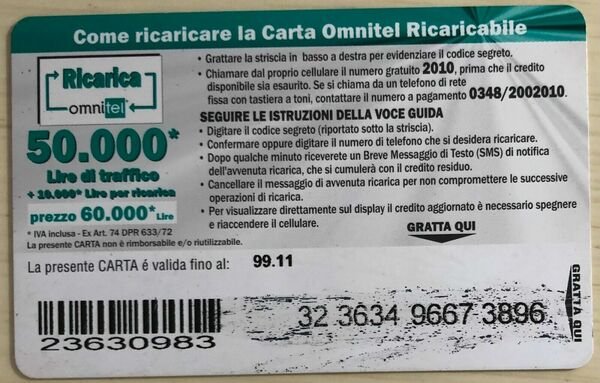 Come ricaricare la Carta Omnitel Ricaricabile
Ricarica
omnitel
50.000*
Lire di traffico
+ 10.000* Lire per ricarica
prezzo 60.000* Lire
* IVA inclusa - Ex Art. 74 DPR 633/72
La presente CARTA non è rimborsabile e/o riutilizzabile.
• Grattare la striscia in basso a destra per evidenziare il codice segreto.
• Chiamare dal proprio cellulare il numero gratuito 2010, prima che il credito
disponibile sia esaurito. Se si chiama da un telefono di rete
fissa con tastiera a toni, contattare il numero a pagamento 0348/2002010.
SEGUIRE LE ISTRUZIONI DELLA VOCE GUIDA
• Digitare il codice segreto (riportato sotto la striscia).
• Confermare oppure digitare il numero di telefono che si desidera ricaricare.
• Dopo qualche minuto riceverete un Breve Messaggio di Testo (SMS) di notifica
dell'avvenuta ricarica, che si cumulerà con il credito residuo.
• Cancellare il messaggio di avvenuta ricarica per non compromettere le successive
operazioni di ricarica.
• Per visualizzare direttamente sul display il credito aggiornato è necessario spegnere
e riaccendere il cellulare.
GRATTA QUI
La presente CARTA é valida fino al: 99.11
GRATTA QUI
32 3634 9667 3896
23630983